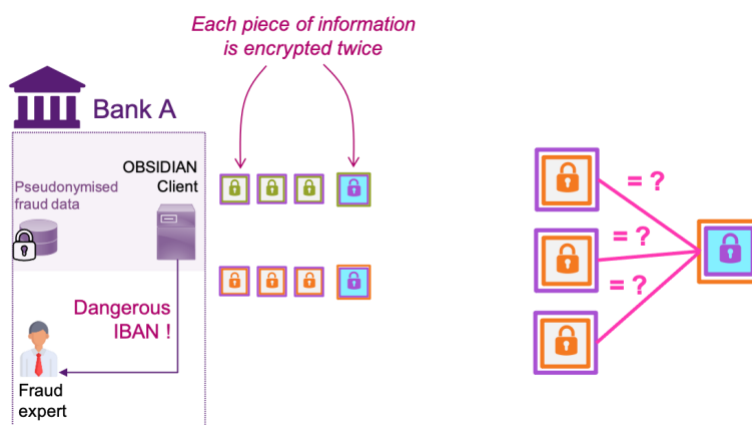 Each piece of information
is encrypted twice
Bank A
OBSIDIAN
Client
Pseudonymised
fraud data
Dangerous
IBAN !
Fraud
expert
= ?
= ?
= ?